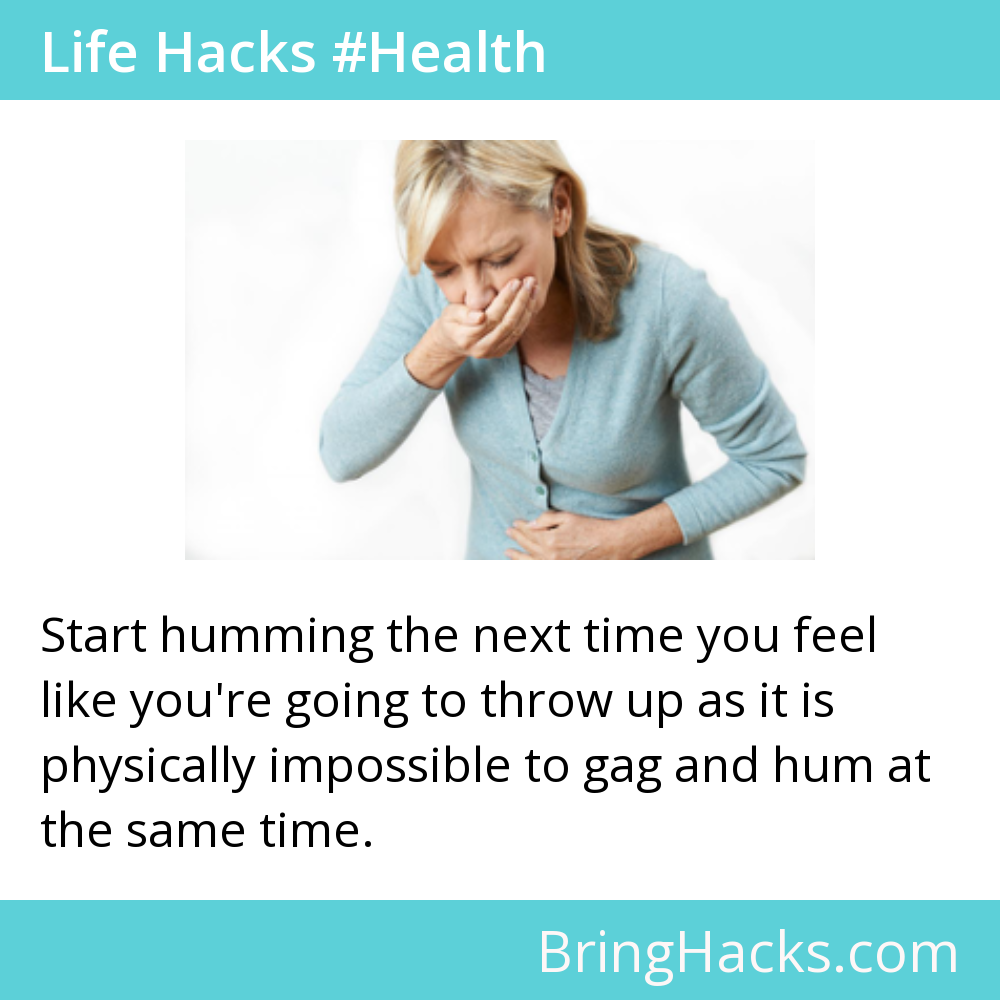 Life Hacks #Health
Start humming the next time you feel
like you're going to throw up as it is
physically impossible to gag and hum at
the same time.
BringHacks.com